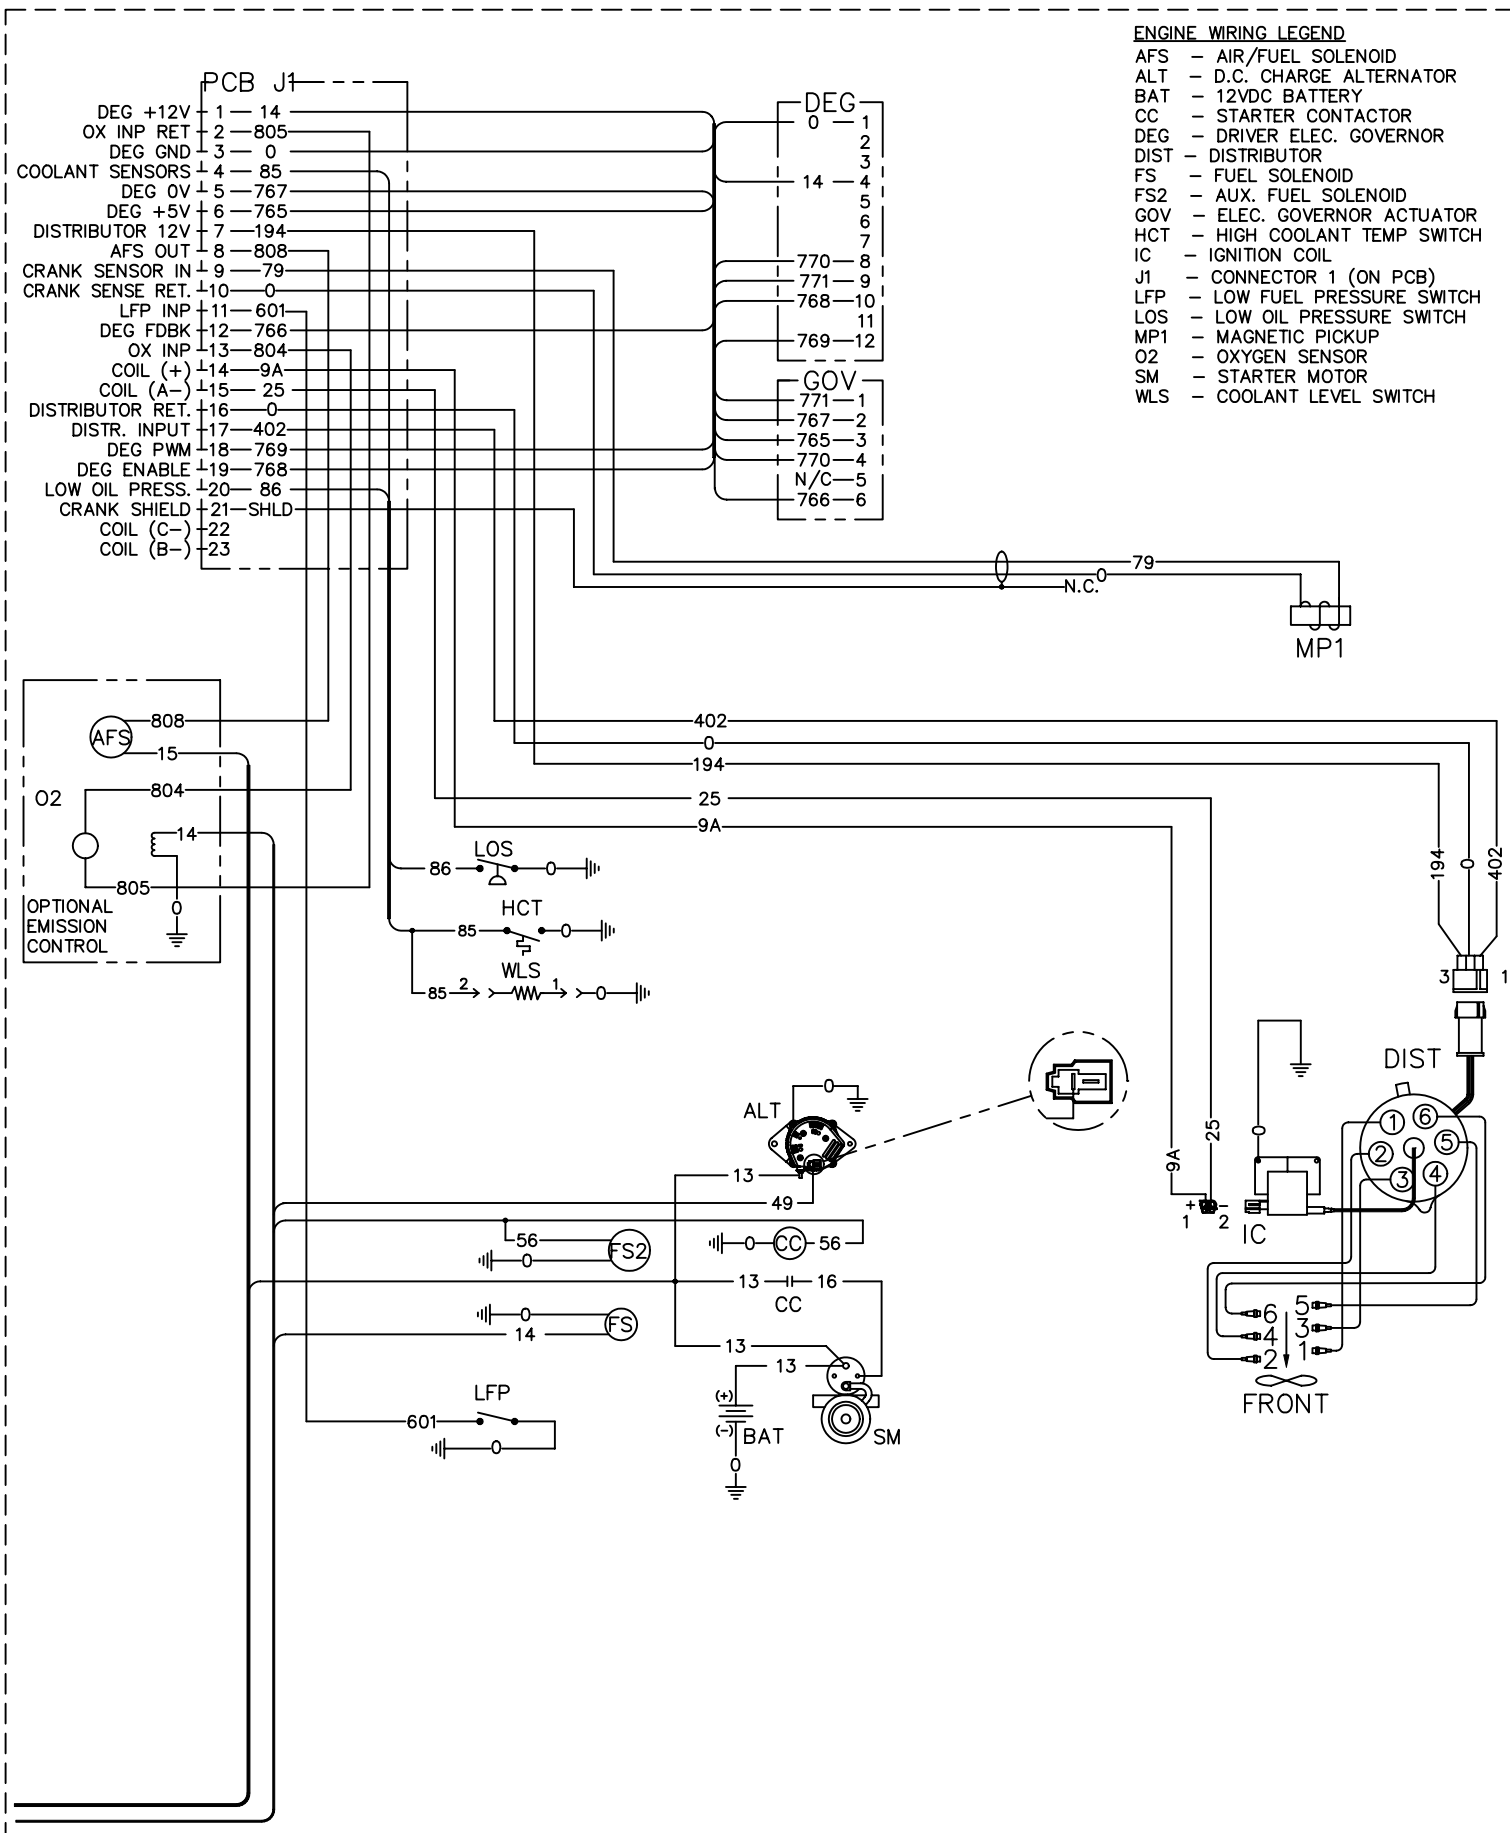 ENGINE WIRING LEGEND
AFS – AIR/FUEL SOLENOID
ALT – D.C. CHARGE ALTERNATOR
BAT – 12VDC BATTERY
CC – STARTER CONTACTOR
DEG – DRIVER ELEC. GOVERNOR
DIST – DISTRIBUTOR
FS – FUEL SOLENOID
FS2 – AUX. FUEL SOLENOID
GOV – ELEC. GOVERNOR ACTUATOR
HCT – HIGH COOLANT TEMP SWITCH
IC – IGNITION COIL
J1 – CONNECTOR 1 (ON PCB)
LFP – LOW FUEL PRESSURE SWITCH
LOS – LOW OIL PRESSURE SWITCH
MP1 – MAGNETIC PICKUP
O2 – OXYGEN SENSOR
SM – STARTER MOTOR
WLS – COOLANT LEVEL SWITCH
PCB J1
DEG +12V 1 14
OX INP RET 2 805
DEG GND 3 0
COOLANT SENSORS 4 85
DEG 0V 5 767
DEG +5V 6 765
DISTRIBUTOR 12V 7 194
AFS OUT 8 808
CRANK SENSOR IN 9 79
CRANK SENSE RET. 10 0
LFP INP 11 601
DEG FDBK 12 766
OX INP 13 804
COIL (+) 14 9A
COIL (A–) 15 25
DISTRIBUTOR RET. 16 0
DISTR. INPUT 17 402
DEG PWM 18 769
DEG ENABLE 19 768
LOW OIL PRESS. 20 86
CRANK SHIELD 21 SHLD
COIL (C–) 22
COIL (B–) 23
DEG
0 1
2
3
14 4
5
6
7
770 8
771 9
768 10
11
769 12
GOV
771 1
767 2
765 3
770 4
N/C 5
766 6
79
0
N.C.
MP1
AFS
808
15
O2
804
14
805
0
OPTIONAL
EMISSION
CONTROL
402
0
194
25
9A
LOS
86 0
HCT
85 0
WLS
85 2 1 0
194 0 402
3 1
DIST
1 6
2 5
3 4
ALT
0
13
49
9A 25 0
+ –
1 2
IC
56 FS2
0
0 CC 56
13 16
CC
0 FS
14
13
13
(+)
(–) BAT
0
SM
LFP
601
0
6 5
4 3
2 1
FRONT